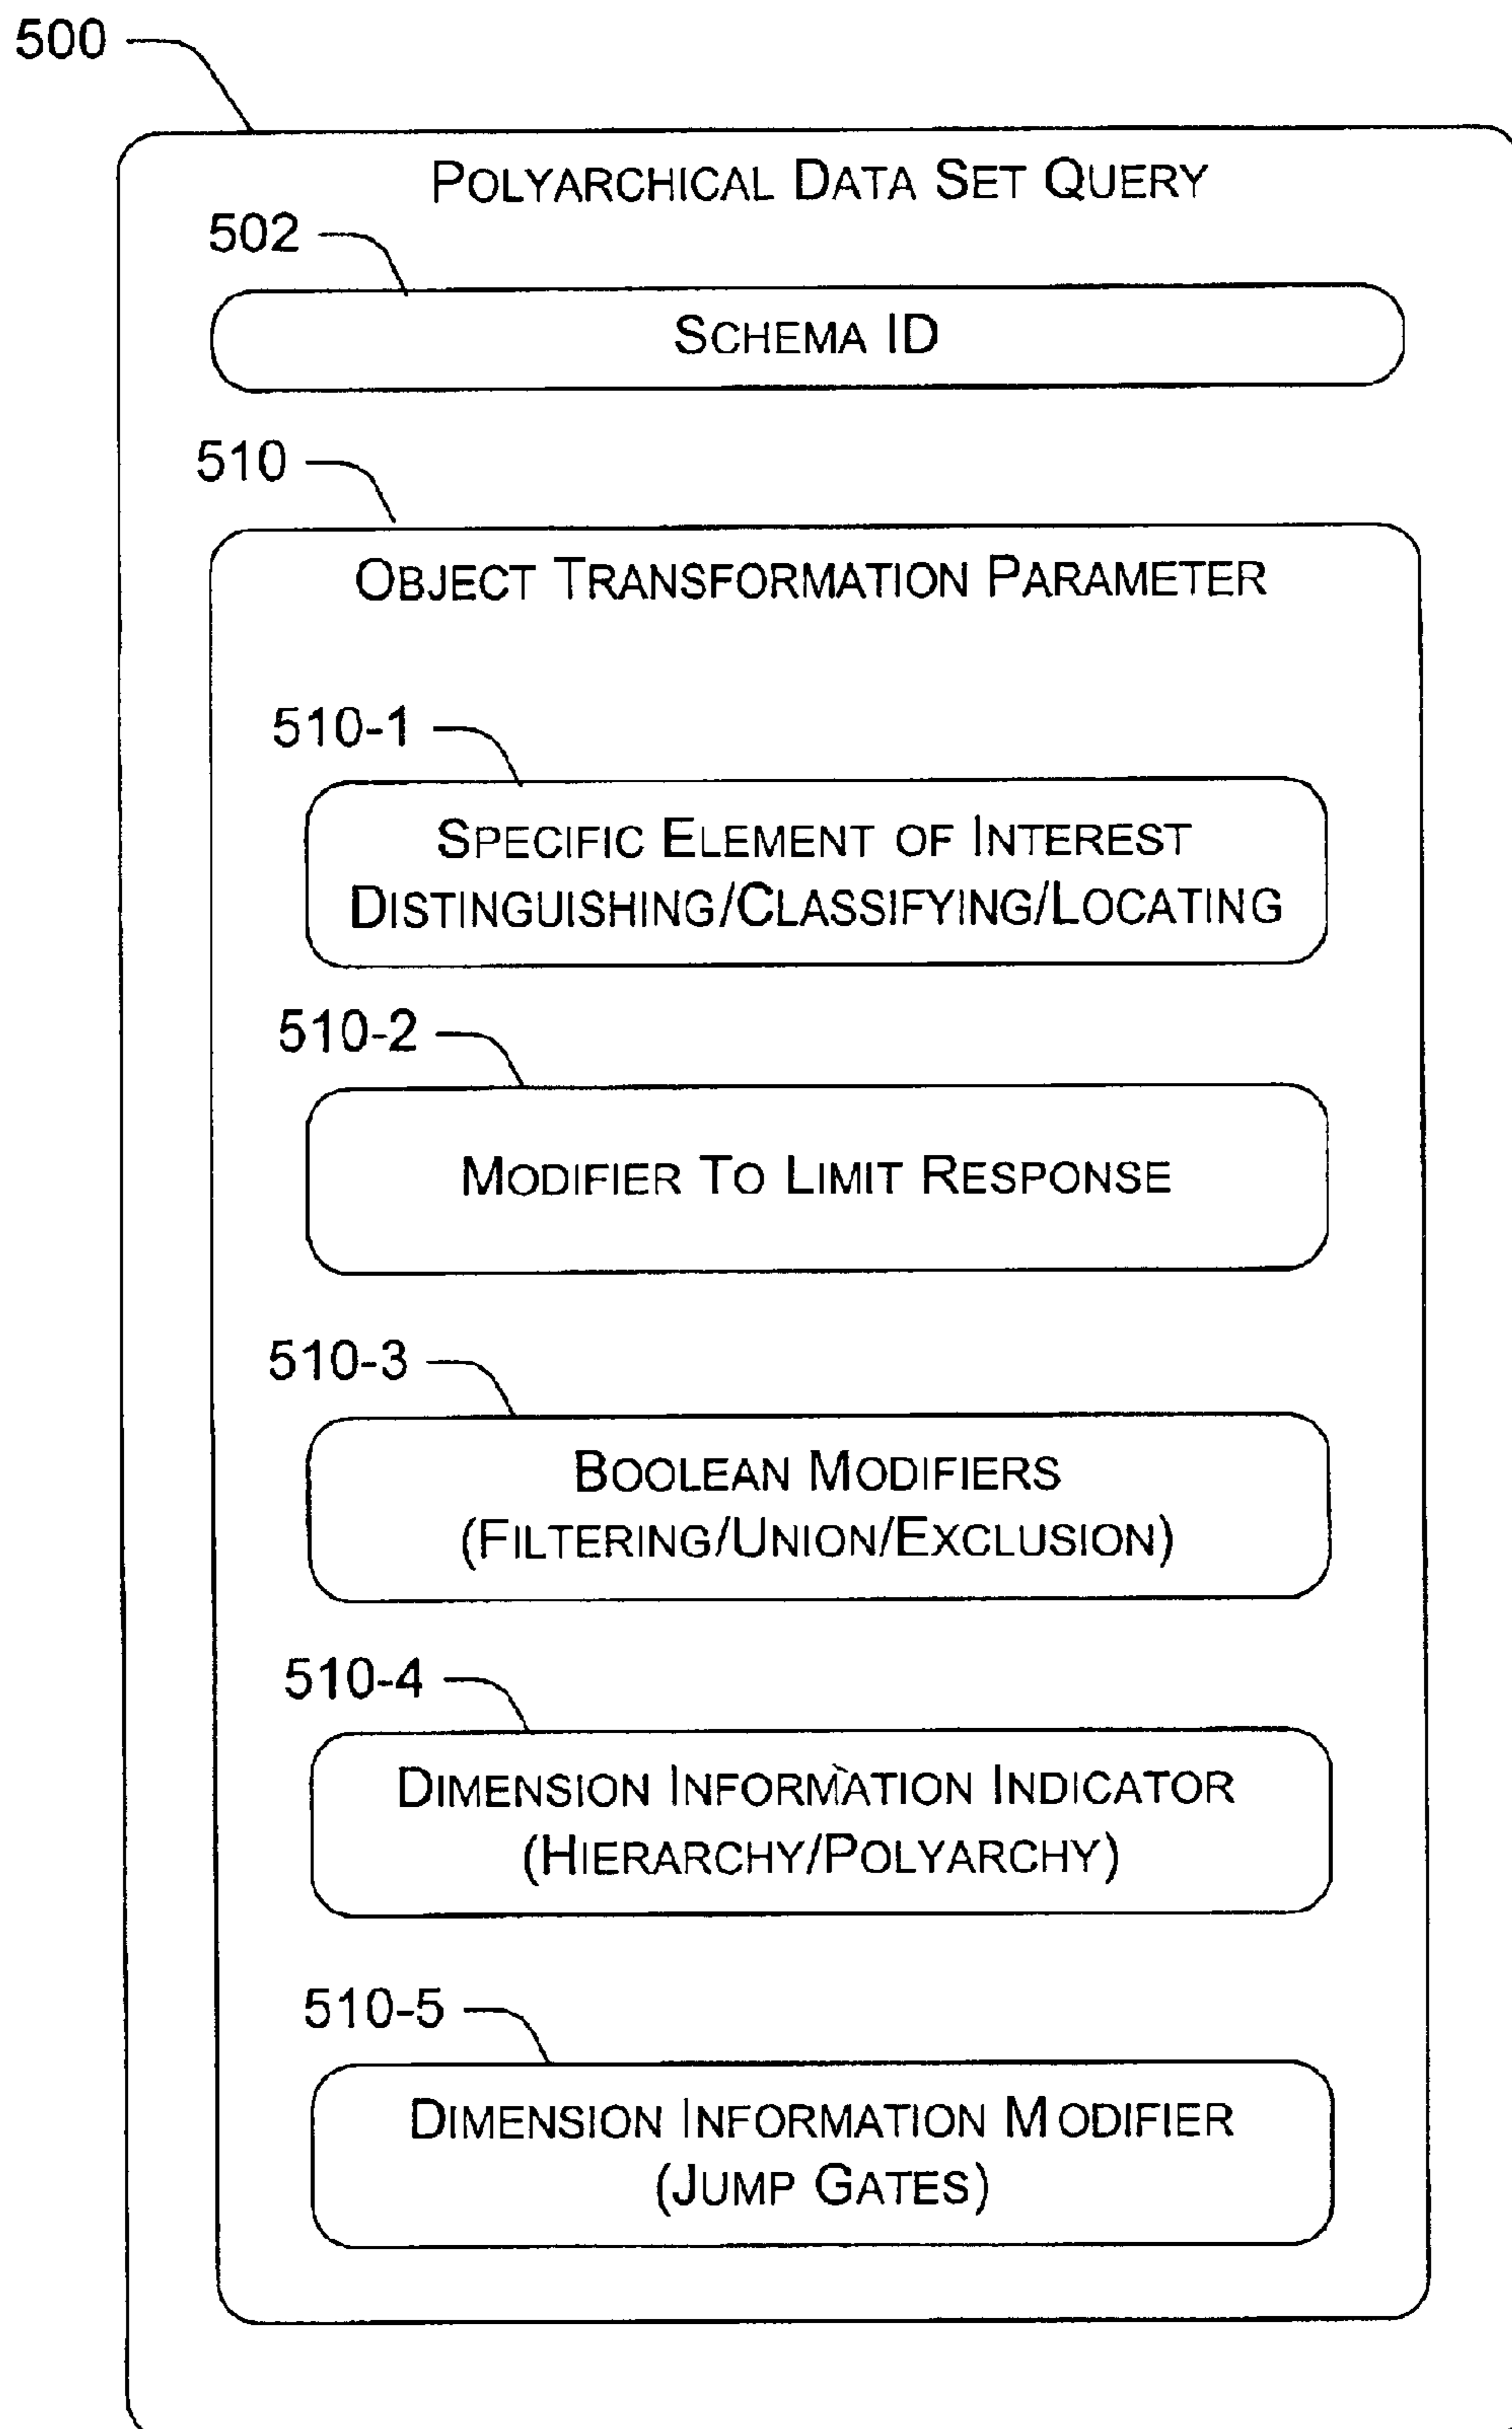 500
POLYARCHICAL DATA SET QUERY
502
SCHEMA ID
510
OBJECT TRANSFORMATION PARAMETER
510-1
SPECIFIC ELEMENT OF INTEREST
DISTINGUISHING/CLASSIFYING/LOCATING
510-2
MODIFIER TO LIMIT RESPONSE
510-3
BOOLEAN MODIFIERS
(FILTERING/UNION/EXCLUSION)
510-4
DIMENSION INFORMATION INDICATOR
(HIERARCHY/POLYARCHY)
510-5
DIMENSION INFORMATION MODIFIER
(JUMP GATES)